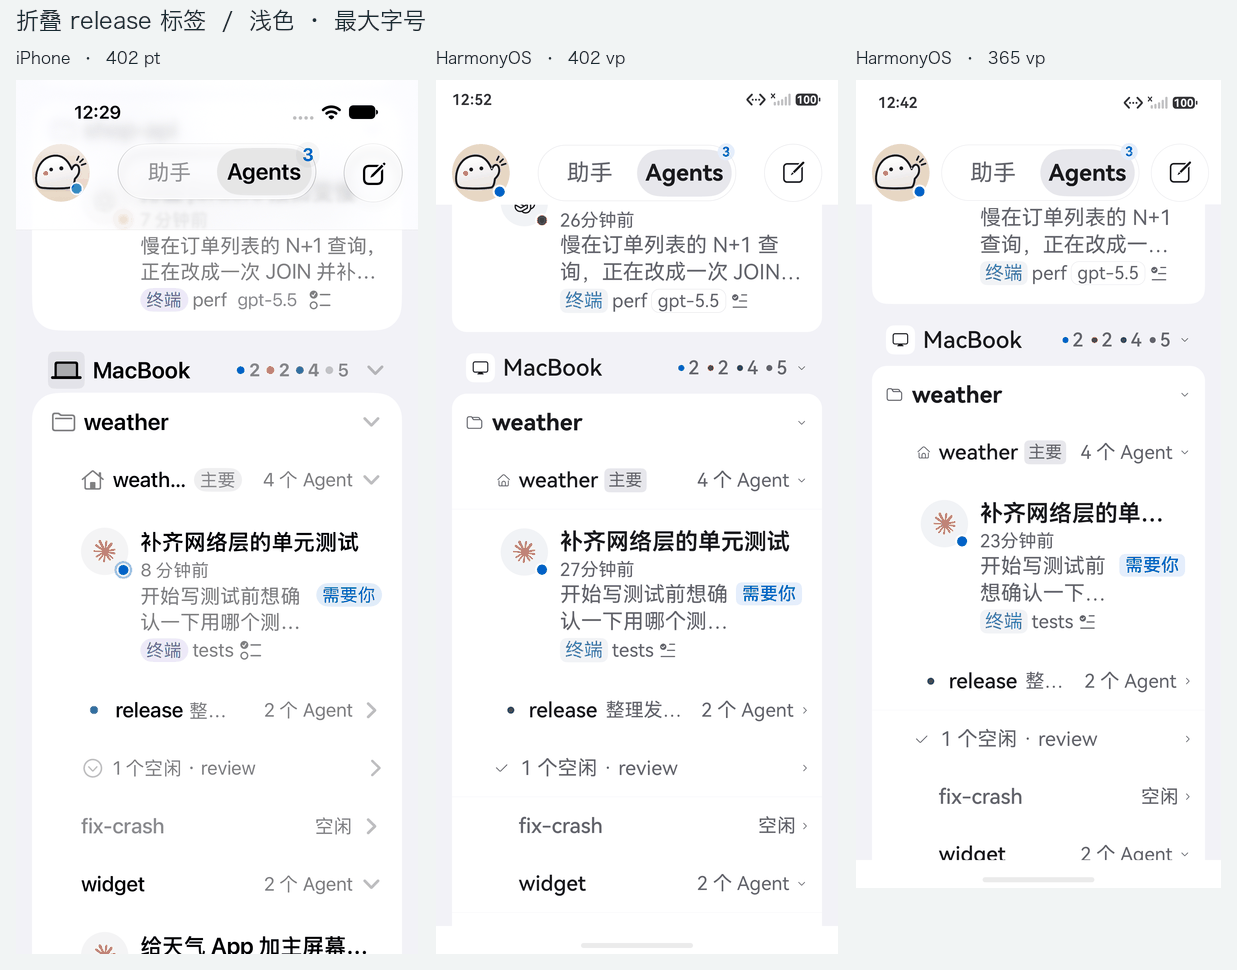 折叠 release 标签 / 浅色 · 最大字号
iPhone · 402 pt
12:29
助手
Agents
3
7 分钟前
慢在订单列表的 N+1 查询，
正在改成一次 JOIN 并补...
终端 perf gpt-5.5
MacBook
2 2 4 5
weather
weath... 主要 4 个 Agent
补齐网络层的单元测试
8 分钟前
开始写测试前想确
认一下用哪个测...
需要你
终端 tests
release 整... 2 个 Agent
1 个空闲 · review
fix-crash 空闲
widget 2 个 Agent
给天气 App 加主屏幕...
HarmonyOS · 402 vp
12:52
100
助手
Agents
3
26分钟前
慢在订单列表的 N+1 查
询，正在改成一次 JOIN...
终端 perf gpt-5.5
MacBook
2 2 4 5
weather
weather 主要 4 个 Agent
补齐网络层的单元测试
27分钟前
开始写测试前想确
认一下用哪个测...
需要你
终端 tests
release 整理发... 2 个 Agent
1 个空闲 · review
fix-crash 空闲
widget 2 个 Agent
HarmonyOS · 365 vp
12:42
100
助手
Agents
3
慢在订单列表的 N+1
查询，正在改成一...
终端 perf gpt-5.5
MacBook
2 2 4 5
weather
weather 主要 4 个 Agent
补齐网络层的单...
23分钟前
开始写测试前
想确认一下...
需要你
终端 tests
release 整... 2 个 Agent
1 个空闲 · review
fix-crash 空闲
widget 2 个 Agent